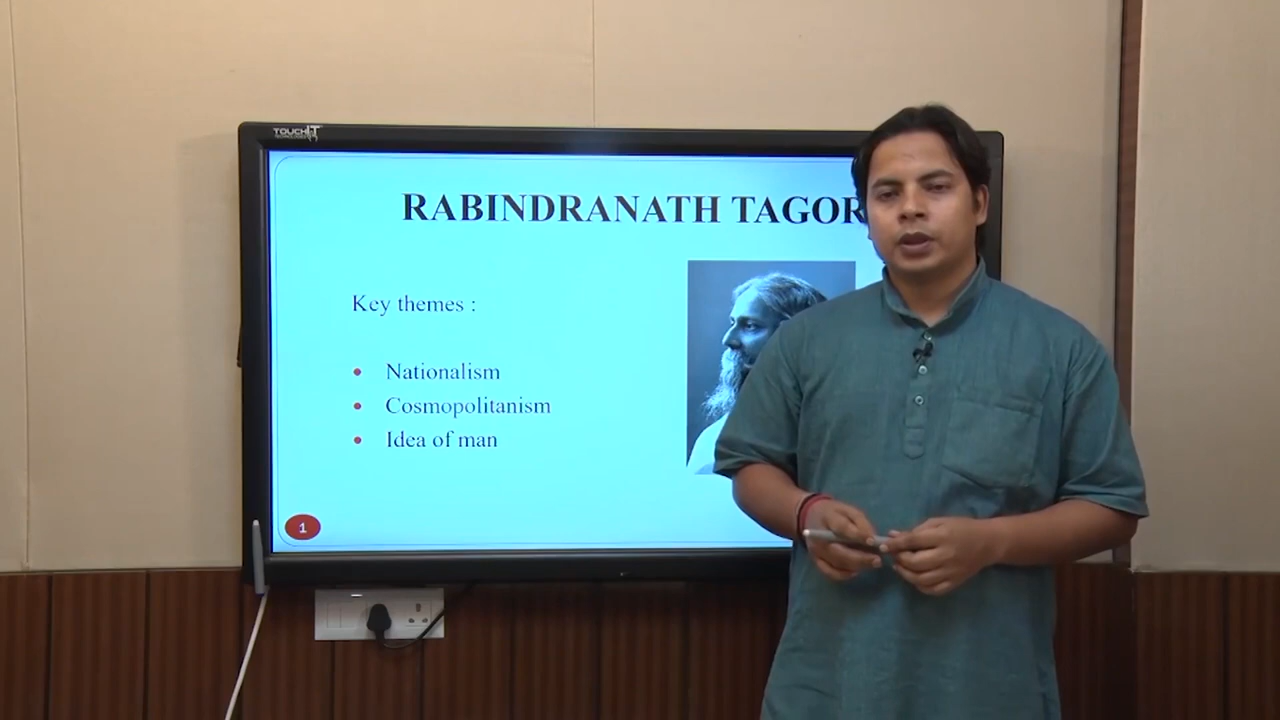 TOUCHIT
RABINDRANATH TAGOR
Key themes :
• Nationalism
• Cosmopolitanism
• Idea of man
1